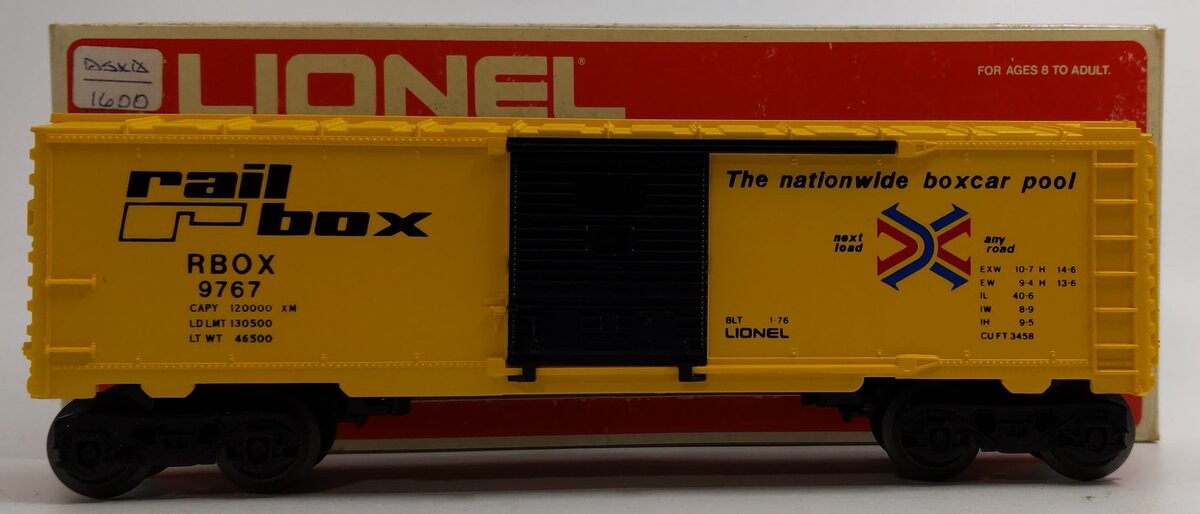 LIONEL®
FOR AGES 8 TO ADULT.
1600
rail
box
RBOX
9767
CAPY 120000 XM
LD LMT 130500
LT WT 46500
The nationwide boxcar pool
next
load
any
road
EXW 10-7 H 14-6
EW 9-4 H 13-6
IL 40-6
IW 8-9
IH 9-5
CU FT 3458
BLT 1-76
LIONEL